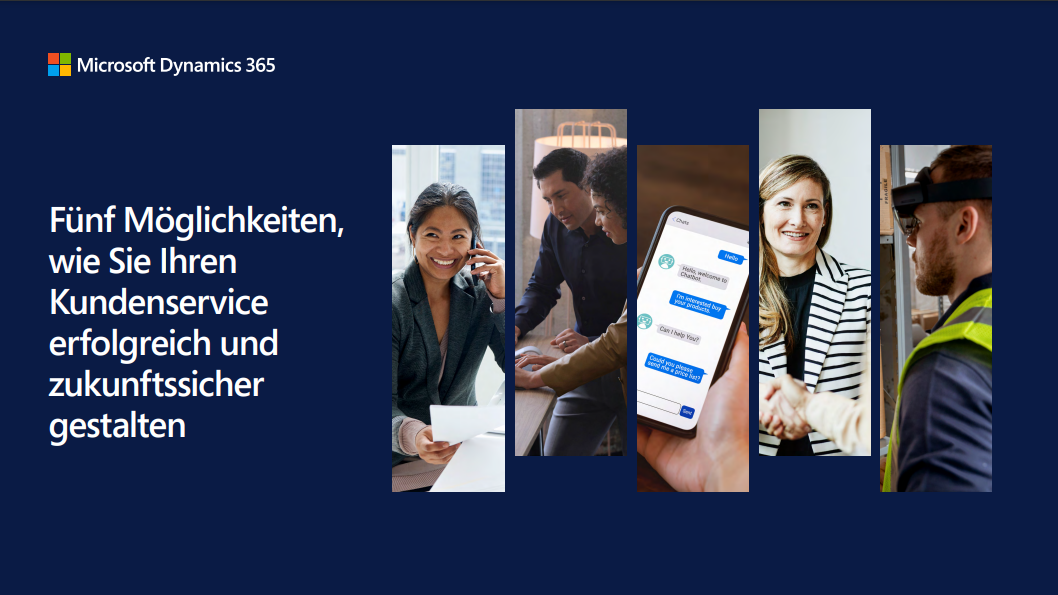 Microsoft Dynamics 365
Fünf Möglichkeiten,
wie Sie Ihren
Kundenservice
erfolgreich und
zukunftssicher
gestalten
Chats
Hello
Hello, welcome to
Chatbot.
I'm interested buy
your products.
Can I help You?
Could you please
send me a price list?
Send